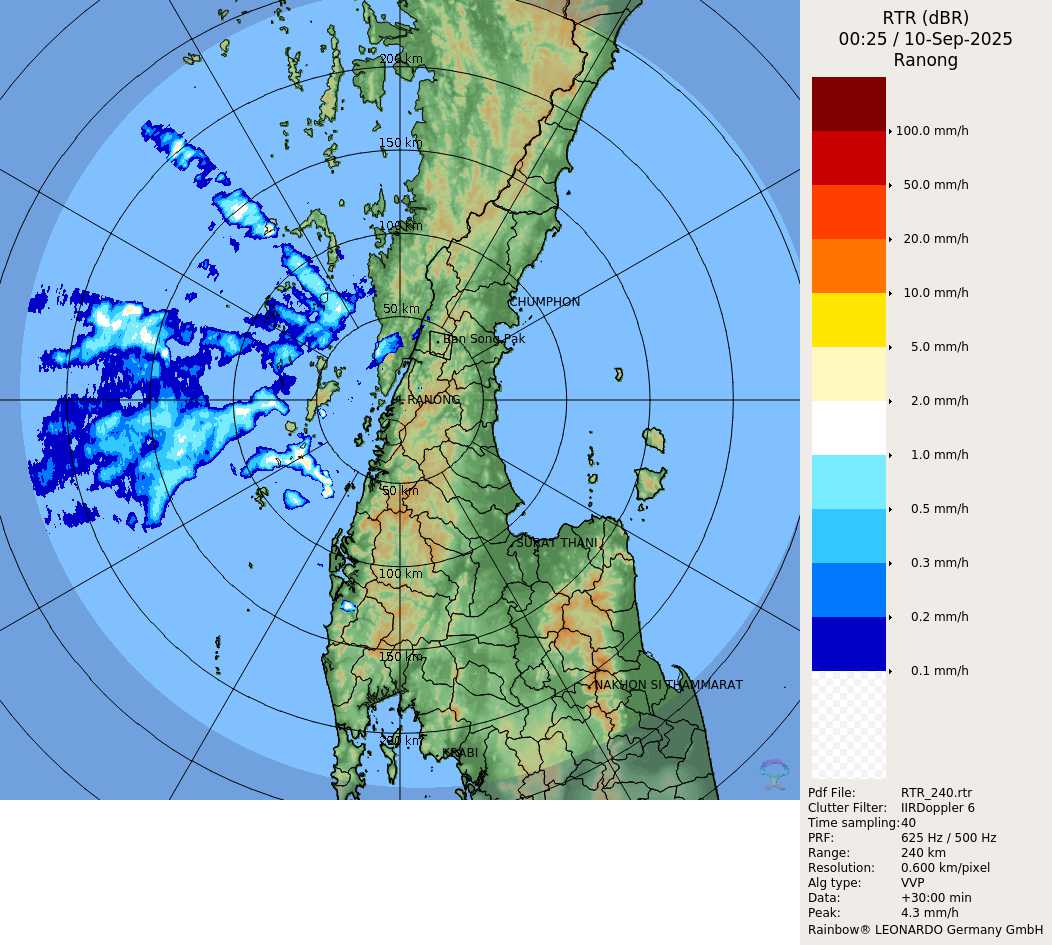 RTR (dBR)
00:25 / 10-Sep-2025
Ranong
200 km
150 km
100 km
50 km
CHUMPHON
Ban Song Pak
RANONG
50 km
SURAT THANI
100 km
150 km
NAKHON SI THAMMARAT
200 km
KRABI
100.0 mm/h
50.0 mm/h
20.0 mm/h
10.0 mm/h
5.0 mm/h
2.0 mm/h
1.0 mm/h
0.5 mm/h
0.3 mm/h
0.2 mm/h
0.1 mm/h
Pdf File: RTR_240.rtr
Clutter Filter: IIRDoppler 6
Time sampling:40
PRF: 625 Hz / 500 Hz
Range: 240 km
Resolution: 0.600 km/pixel
Alg type: VVP
Data: +30:00 min
Peak: 4.3 mm/h
Rainbow® LEONARDO Germany GmbH